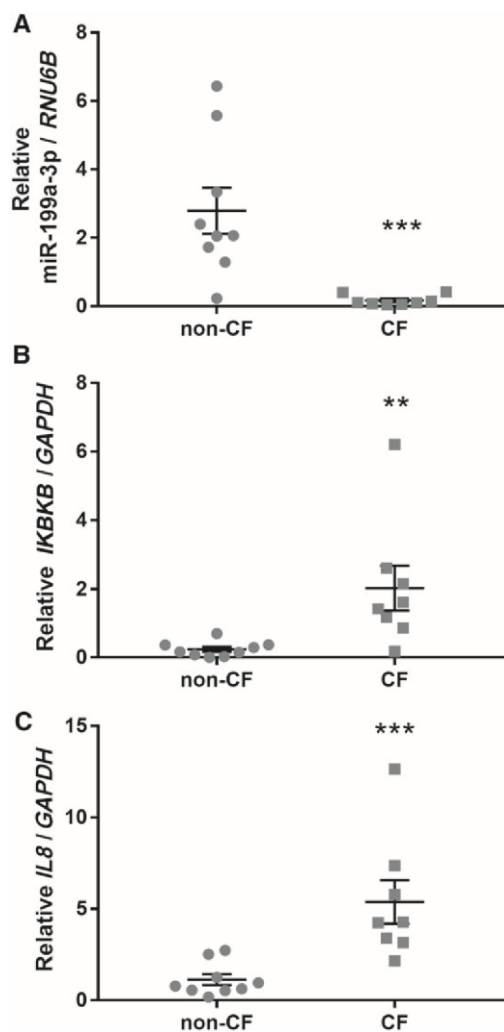 A
Relative
miR-199a-3p / RNU6B
8
6
4
2
0
***
non-CF
CF
B
Relative IKBKB / GAPDH
8
6
4
2
0
**
non-CF
CF
C
Relative IL8 / GAPDH
15
10
5
0
***
non-CF
CF